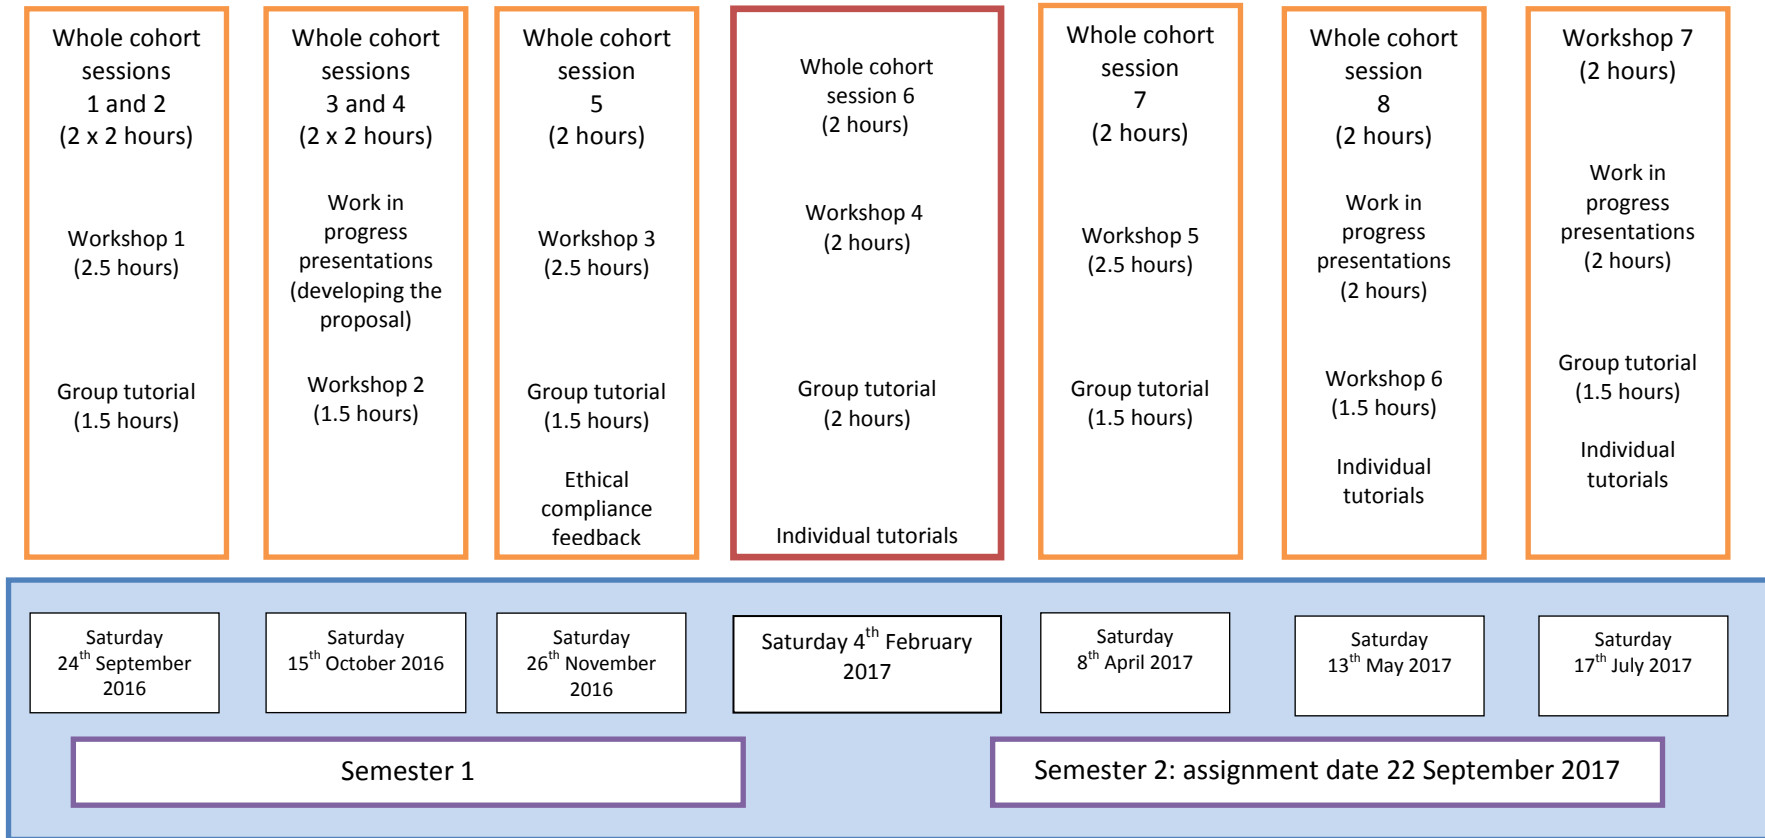 Whole cohort
sessions
1 and 2
(2 x 2 hours)
Workshop 1
(2.5 hours)
Group tutorial
(1.5 hours)
Whole cohort
sessions
3 and 4
(2 x 2 hours)
Work in
progress
presentations
(developing the
proposal)
Workshop 2
(1.5 hours)
Whole cohort
session
5
(2 hours)
Workshop 3
(2.5 hours)
Group tutorial
(1.5 hours)
Ethical
compliance
feedback
Whole cohort
session 6
(2 hours)
Workshop 4
(2 hours)
Group tutorial
(2 hours)
Individual tutorials
Whole cohort
session
7
(2 hours)
Workshop 5
(2.5 hours)
Group tutorial
(1.5 hours)
Whole cohort
session
8
(2 hours)
Work in
progress
presentations
(2 hours)
Workshop 6
(1.5 hours)
Individual
tutorials
Workshop 7
(2 hours)
Work in
progress
presentations
(2 hours)
Group tutorial
(1.5 hours)
Individual
tutorials
Saturday
24th September
2016
Saturday
15th October 2016
Saturday
26th November
2016
Saturday 4th February
2017
Saturday
8th April 2017
Saturday
13th May 2017
Saturday
17th July 2017
Semester 1
Semester 2: assignment date 22 September 2017